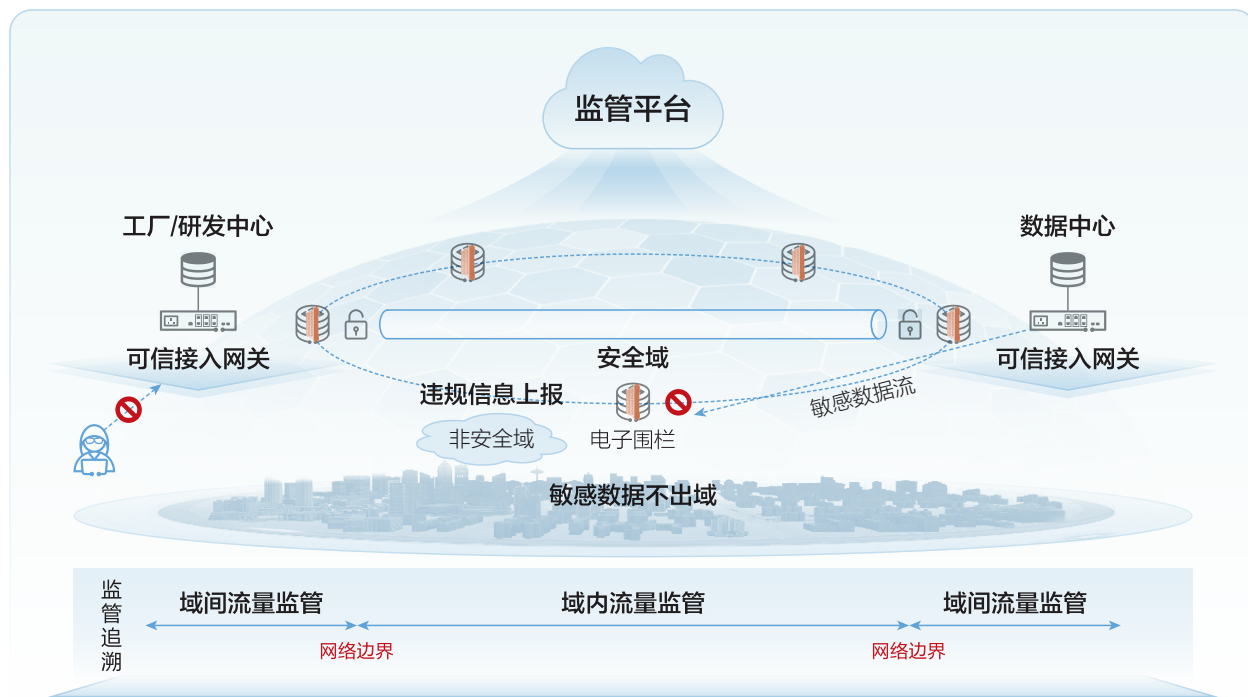 监管平台
工厂/研发中心
数据中心
可信接入网关
安全域
可信接入网关
违规信息上报
敏感数据流
非安全域
电子围栏
敏感数据不出域
监管追溯
域间流量监管
域内流量监管
域间流量监管
网络边界
网络边界